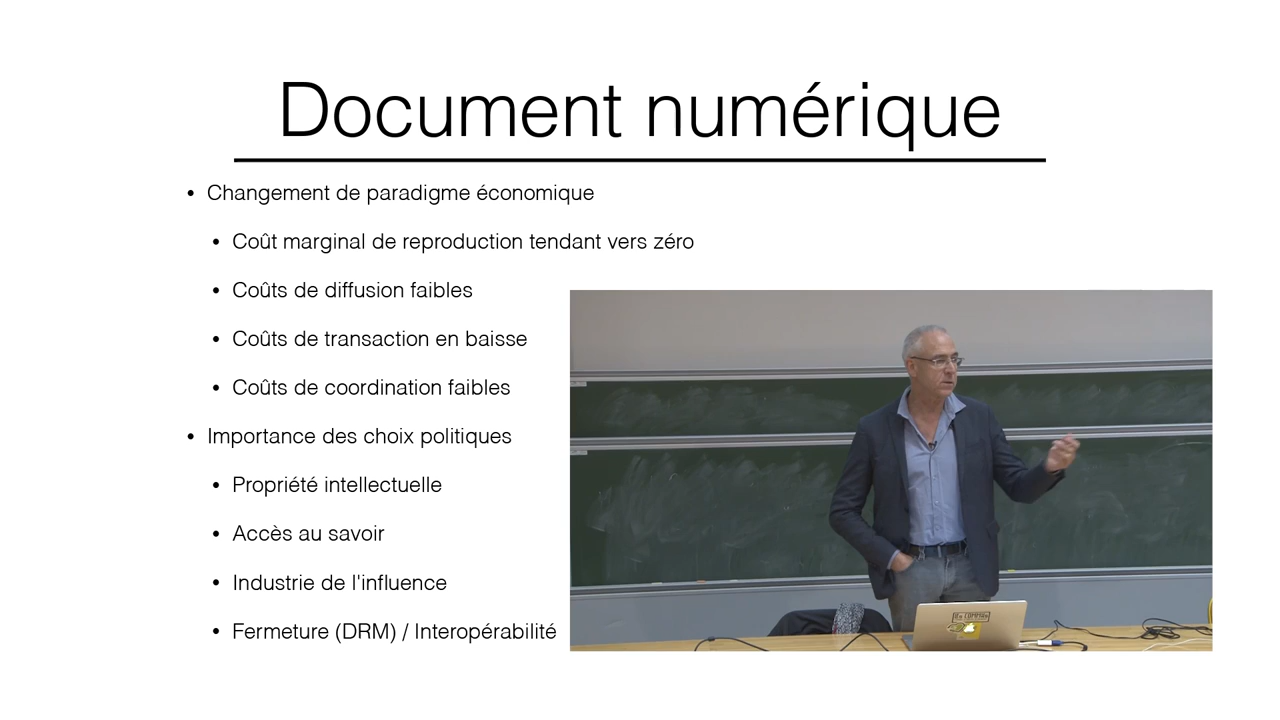 Document numérique
• Changement de paradigme économique
• Coût marginal de reproduction tendant vers zéro
• Coûts de diffusion faibles
• Coûts de transaction en baisse
• Coûts de coordination faibles
• Importance des choix politiques
• Propriété intellectuelle
• Accès au savoir
• Industrie de l'influence
• Fermeture (DRM) / Interopérabilité